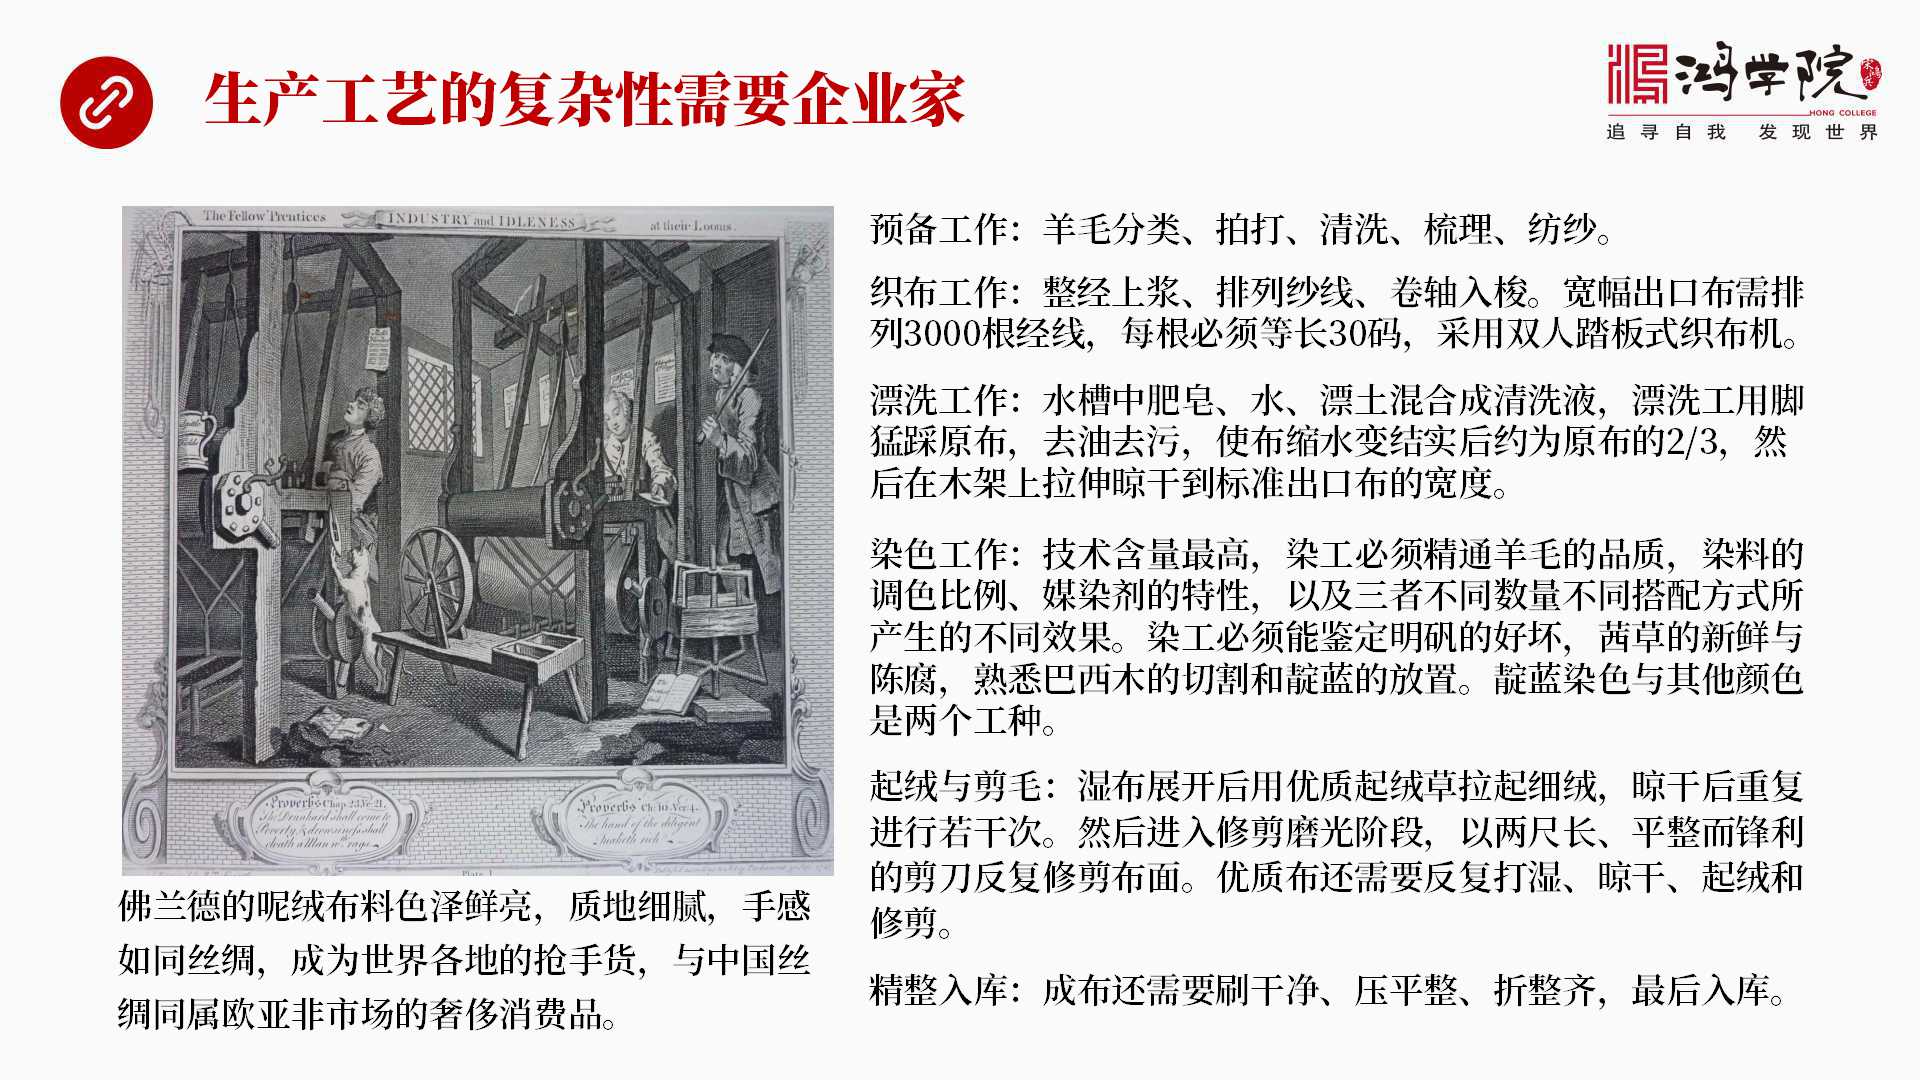 生产工艺的复杂性需要企业家
鸿学院
宋鸿兵
HONG COLLEGE
追寻自我 发现世界
The Fellow 'Prentices
INDUSTRY and IDLENESS
at their Looms.
Proverbs Chap. 23. Ve. 21.
The Drunkard shall come to
Poverty, & drowsiness shall
cloath a Man wth rags
Proverbs Ch. 10. Ver. 4.
The hand of the diligent
maketh rich
Plate 1
佛兰德的呢绒布料色泽鲜亮，质地细腻，手感
如同丝绸，成为世界各地的抢手货，与中国丝
绸同属欧亚非市场的奢侈消费品。
预备工作：羊毛分类、拍打、清洗、梳理、纺纱。
织布工作：整经上浆、排列纱线、卷轴入梭。宽幅出口布需排
列3000根经线，每根必须等长30码，采用双人踏板式织布机。
漂洗工作：水槽中肥皂、水、漂土混合成清洗液，漂洗工用脚
猛踩原布，去油去污，使布缩水变结实后约为原布的2/3，然
后在木架上拉伸晾干到标准出口布的宽度。
染色工作：技术含量最高，染工必须精通羊毛的品质，染料的
调色比例、媒染剂的特性，以及三者不同数量不同搭配方式所
产生的不同效果。染工必须能鉴定明矾的好坏，茜草的新鲜与
陈腐，熟悉巴西木的切割和靛蓝的放置。靛蓝染色与其他颜色
是两个工种。
起绒与剪毛：湿布展开后用优质起绒草拉起细绒，晾干后重复
进行若干次。然后进入修剪磨光阶段，以两尺长、平整而锋利
的剪刀反复修剪布面。优质布还需要反复打湿、晾干、起绒和
修剪。
精整入库：成布还需要刷干净、压平整、折整齐，最后入库。